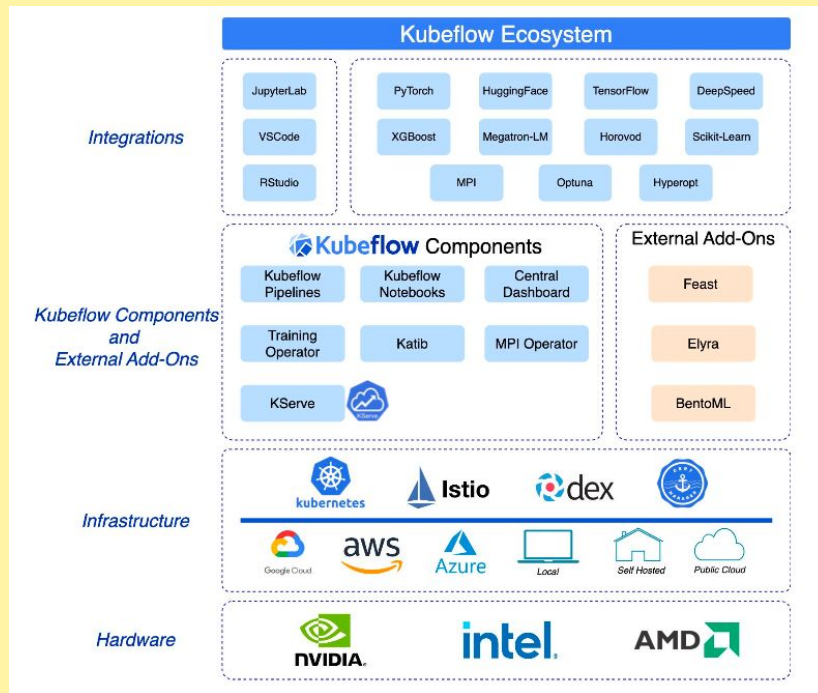 Kubeflow Ecosystem
Integrations
JupyterLab
VSCode
RStudio
PyTorch
HuggingFace
TensorFlow
DeepSpeed
XGBoost
Megatron-LM
Horovod
Scikit-Learn
MPI
Optuna
Hyperopt
Kubeflow Components
and
External Add-Ons
Kubeflow Components
Kubeflow
Pipelines
Kubeflow
Notebooks
Central
Dashboard
Training
Operator
Katib
MPI Operator
KServe
KServe
External Add-Ons
Feast
Elyra
BentoML
Infrastructure
kubernetes
Istio
dex
CERT
MANAGER
Google Cloud
aws
Azure
Local
Self Hosted
Public Cloud
Hardware
NVIDIA.
intel.
AMD